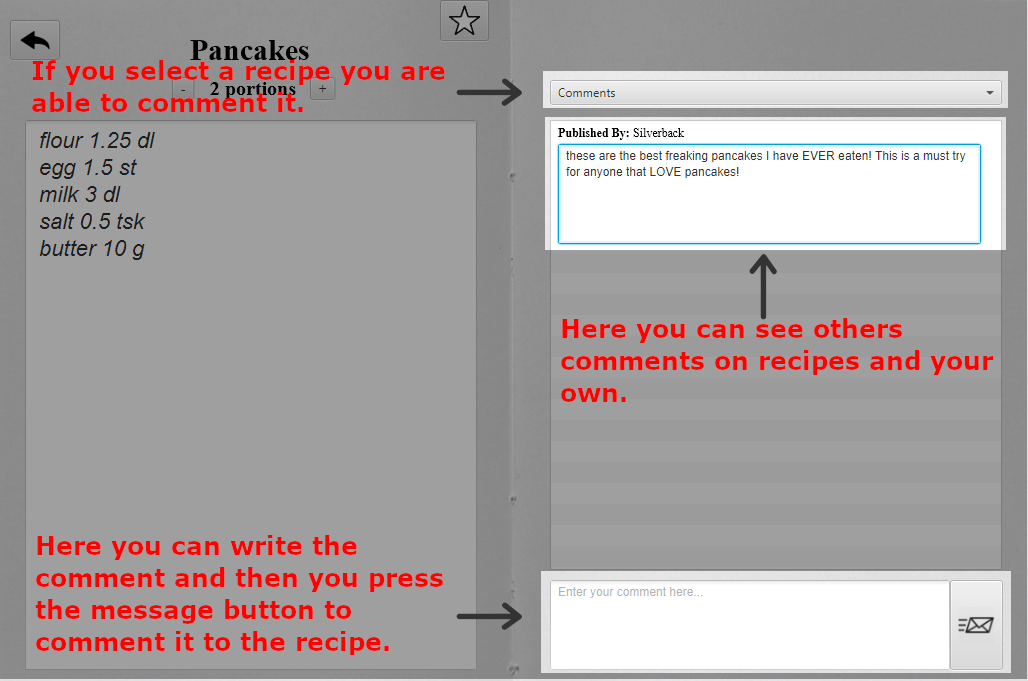 Pancakes
If you select a recipe you are
able to comment it.
- 2 portions +
flour 1.25 dl
egg 1.5 st
milk 3 dl
salt 0.5 tsk
butter 10 g
Here you can write the
comment and then you press
the message button to
comment it to the recipe.
Comments
Published By: Silverback
these are the best freaking pancakes I have EVER eaten! This is a must try
for anyone that LOVE pancakes!
Here you can see others
comments on recipes and your
own.
Enter your comment here...